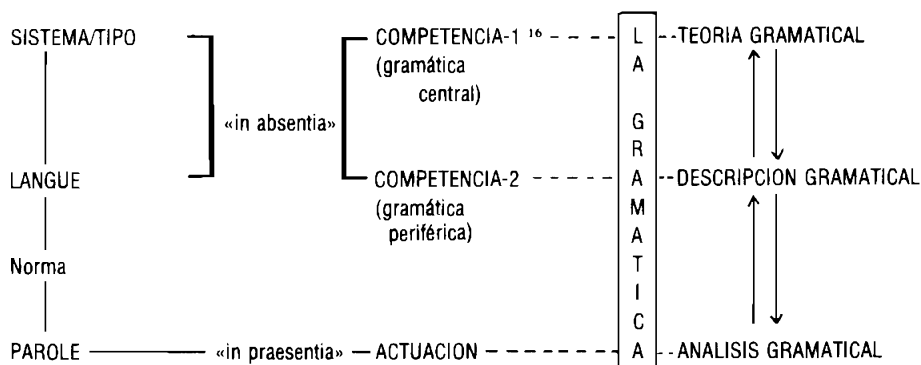 SISTEMA/TIPO
COMPETENCIA-1 16
TEORIA GRAMATICAL
(gramática
central)
«in absentia»
LANGUE
COMPETENCIA-2
DESCRIPCION GRAMATICAL
(gramática
periférica)
Norma
PAROLE
«in praesentia»
ACTUACION
ANALISIS GRAMATICAL
L
A
G
R
A
M
A
T
I
C
A